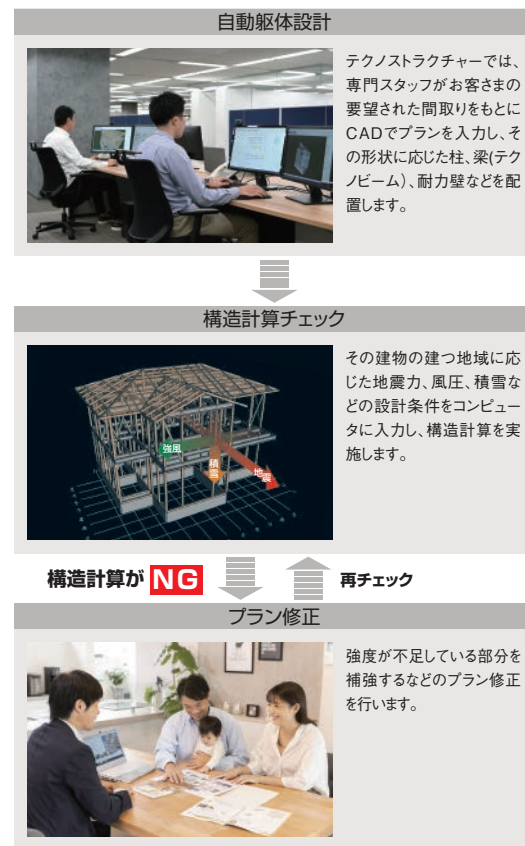 自動躯体設計
テクノストラクチャーでは、
専門スタッフがお客さまの
要望された間取りをもとに
CADでプランを入力し、そ
の形状に応じた柱、梁(テク
ノビーム)、耐力壁などを配
置します。
構造計算チェック
その建物の建つ地域に応
じた地震力、風圧、積雪な
どの設計条件をコンピュー
タに入力し、構造計算を実
施します。
強風
積雪
地震
構造計算が NG
再チェック
プラン修正
強度が不足している部分を
補強するなどのプラン修正
を行います。